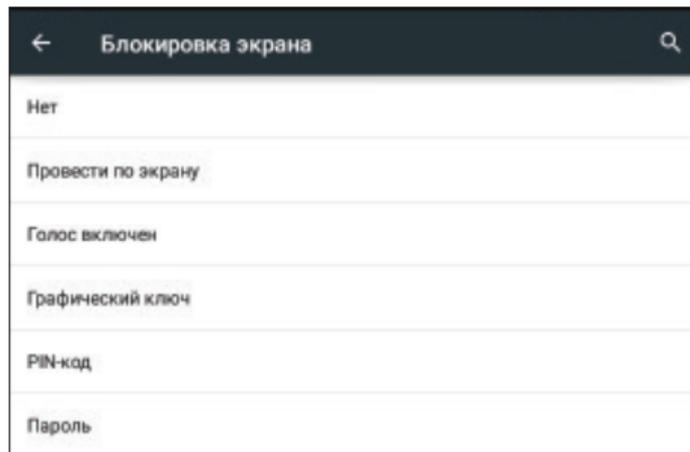 Блокировка экрана
Нет
Провести по экрану
Голос включен
Графический ключ
PIN-код
Пароль